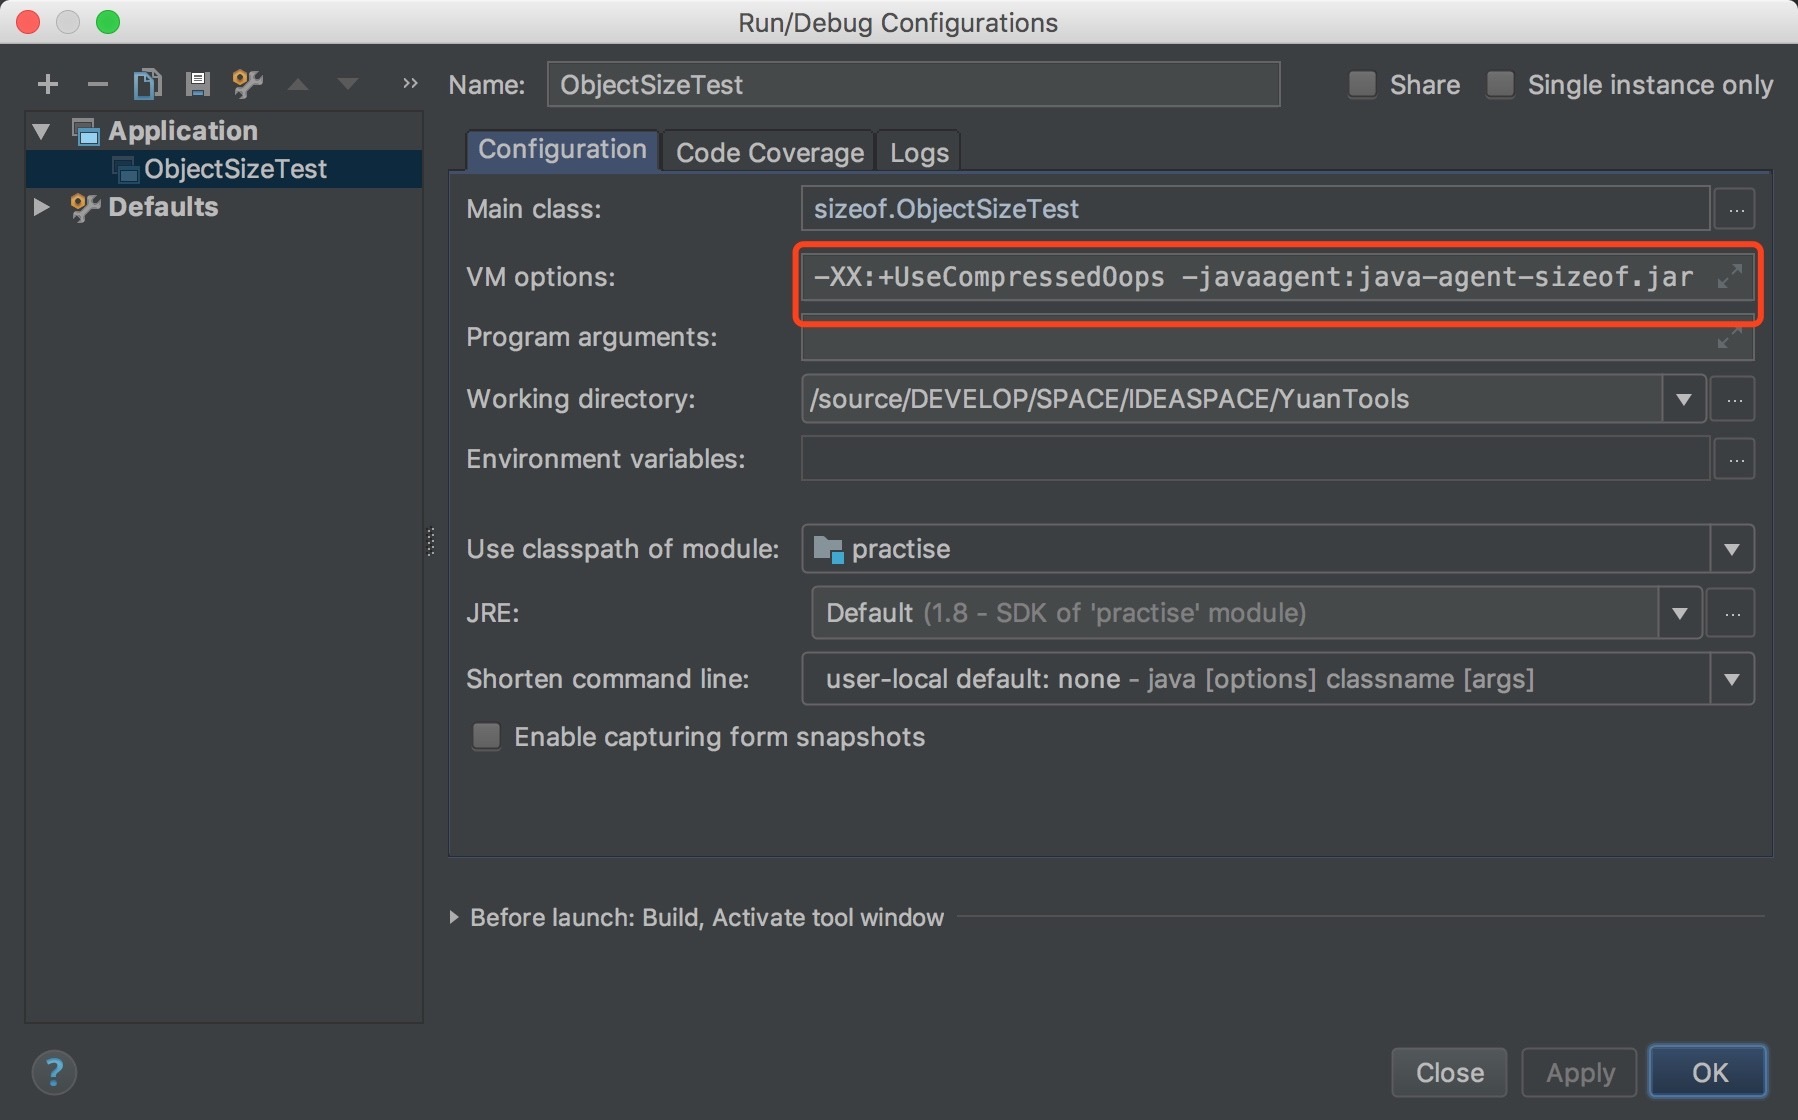 Run/Debug Configurations
Name: ObjectSizeTest Share Single instance only
Application
ObjectSizeTest
Defaults
Configuration Code Coverage Logs
Main class: sizeof.ObjectSizeTest ...
VM options: -XX:+UseCompressedOops -javaagent:java-agent-sizeof.jar
Program arguments:
Working directory: /source/DEVELOP/SPACE/IDEASPACE/YuanTools ...
Environment variables: ...
Use classpath of module: practise
JRE: Default (1.8 - SDK of 'practise' module) ...
Shorten command line: user-local default: none - java [options] classname [args]
Enable capturing form snapshots
Before launch: Build, Activate tool window
? Close Apply OK